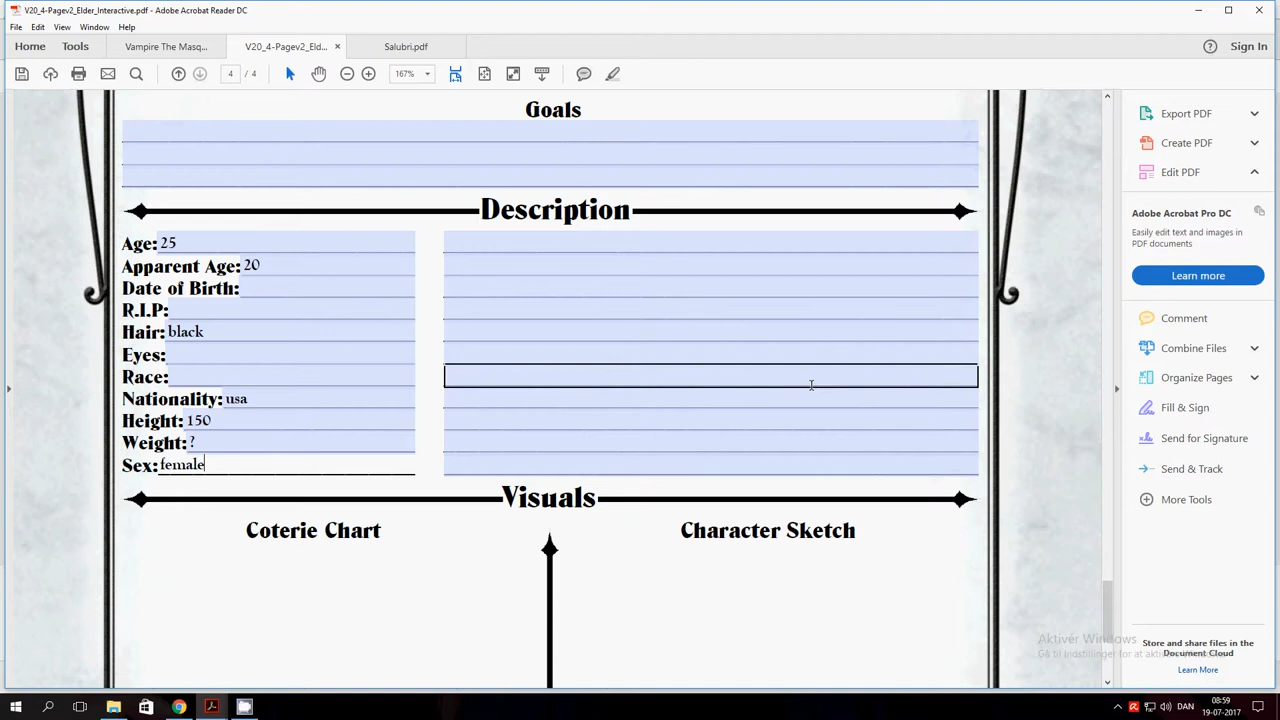 V20_4-Pagev2_Elder_Interactive.pdf - Adobe Acrobat Reader DC
File Edit View Window Help
Home Tools Vampire The Masq... V20_4-Pagev2_Eld... × Salubri.pdf Sign In
4 / 4 167%
Goals
Description
Age: 25
Apparent Age: 20
Date of Birth:
R.I.P:
Hair: black
Eyes:
Race:
Nationality: usa
Height: 150
Weight: ?
Sex: female
Visuals
Coterie Chart Character Sketch
Export PDF
Create PDF
Edit PDF
Adobe Acrobat Pro DC
Easily edit text and images in
PDF documents
Learn more
Comment
Combine Files
Organize Pages
Fill & Sign
Send for Signature
Send & Track
More Tools
Aktivér Windows
Store and share files in the
Document Cloud
Learn More
DAN
08:59
19-07-2017